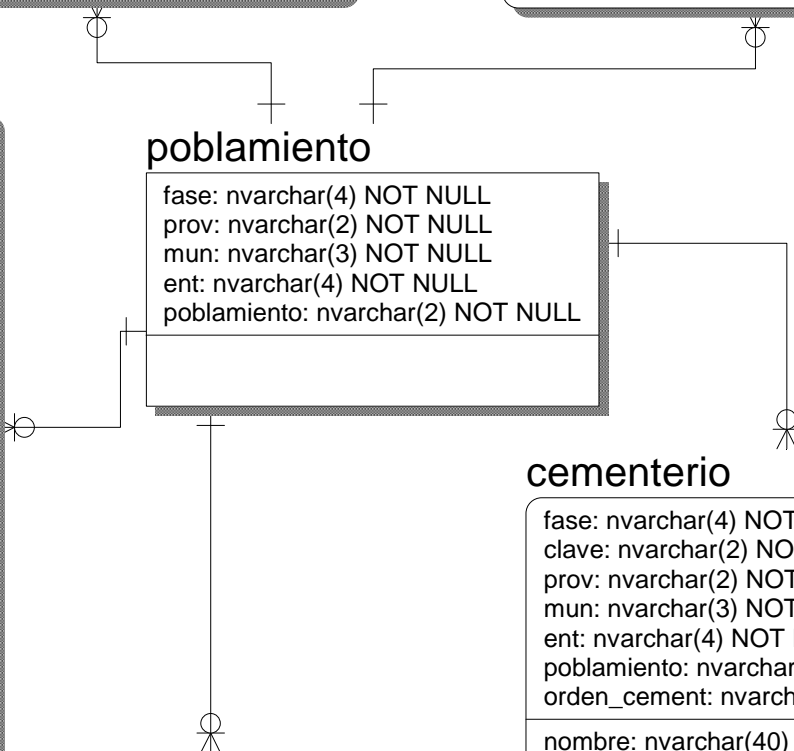 poblamiento
fase: nvarchar(4) NOT NULL
prov: nvarchar(2) NOT NULL
mun: nvarchar(3) NOT NULL
ent: nvarchar(4) NOT NULL
poblamiento: nvarchar(2) NOT NULL
cementerio
fase: nvarchar(4) NOT
clave: nvarchar(2) NO
prov: nvarchar(2) NOT
mun: nvarchar(3) NOT
ent: nvarchar(4) NOT
poblamiento: nvarchar
orden_cement: nvarch
nombre: nvarchar(40)